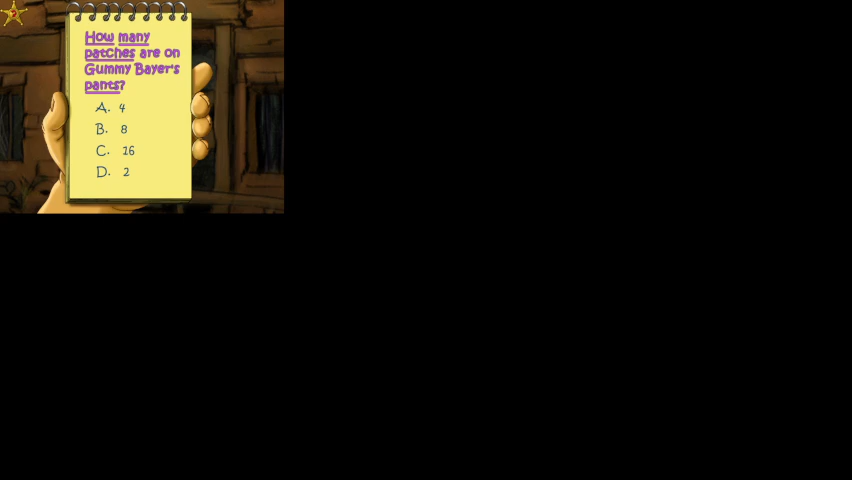 How many
patches are on
Gummy Bayer's
pants?
A. 4
B. 8
C. 16
D. 2